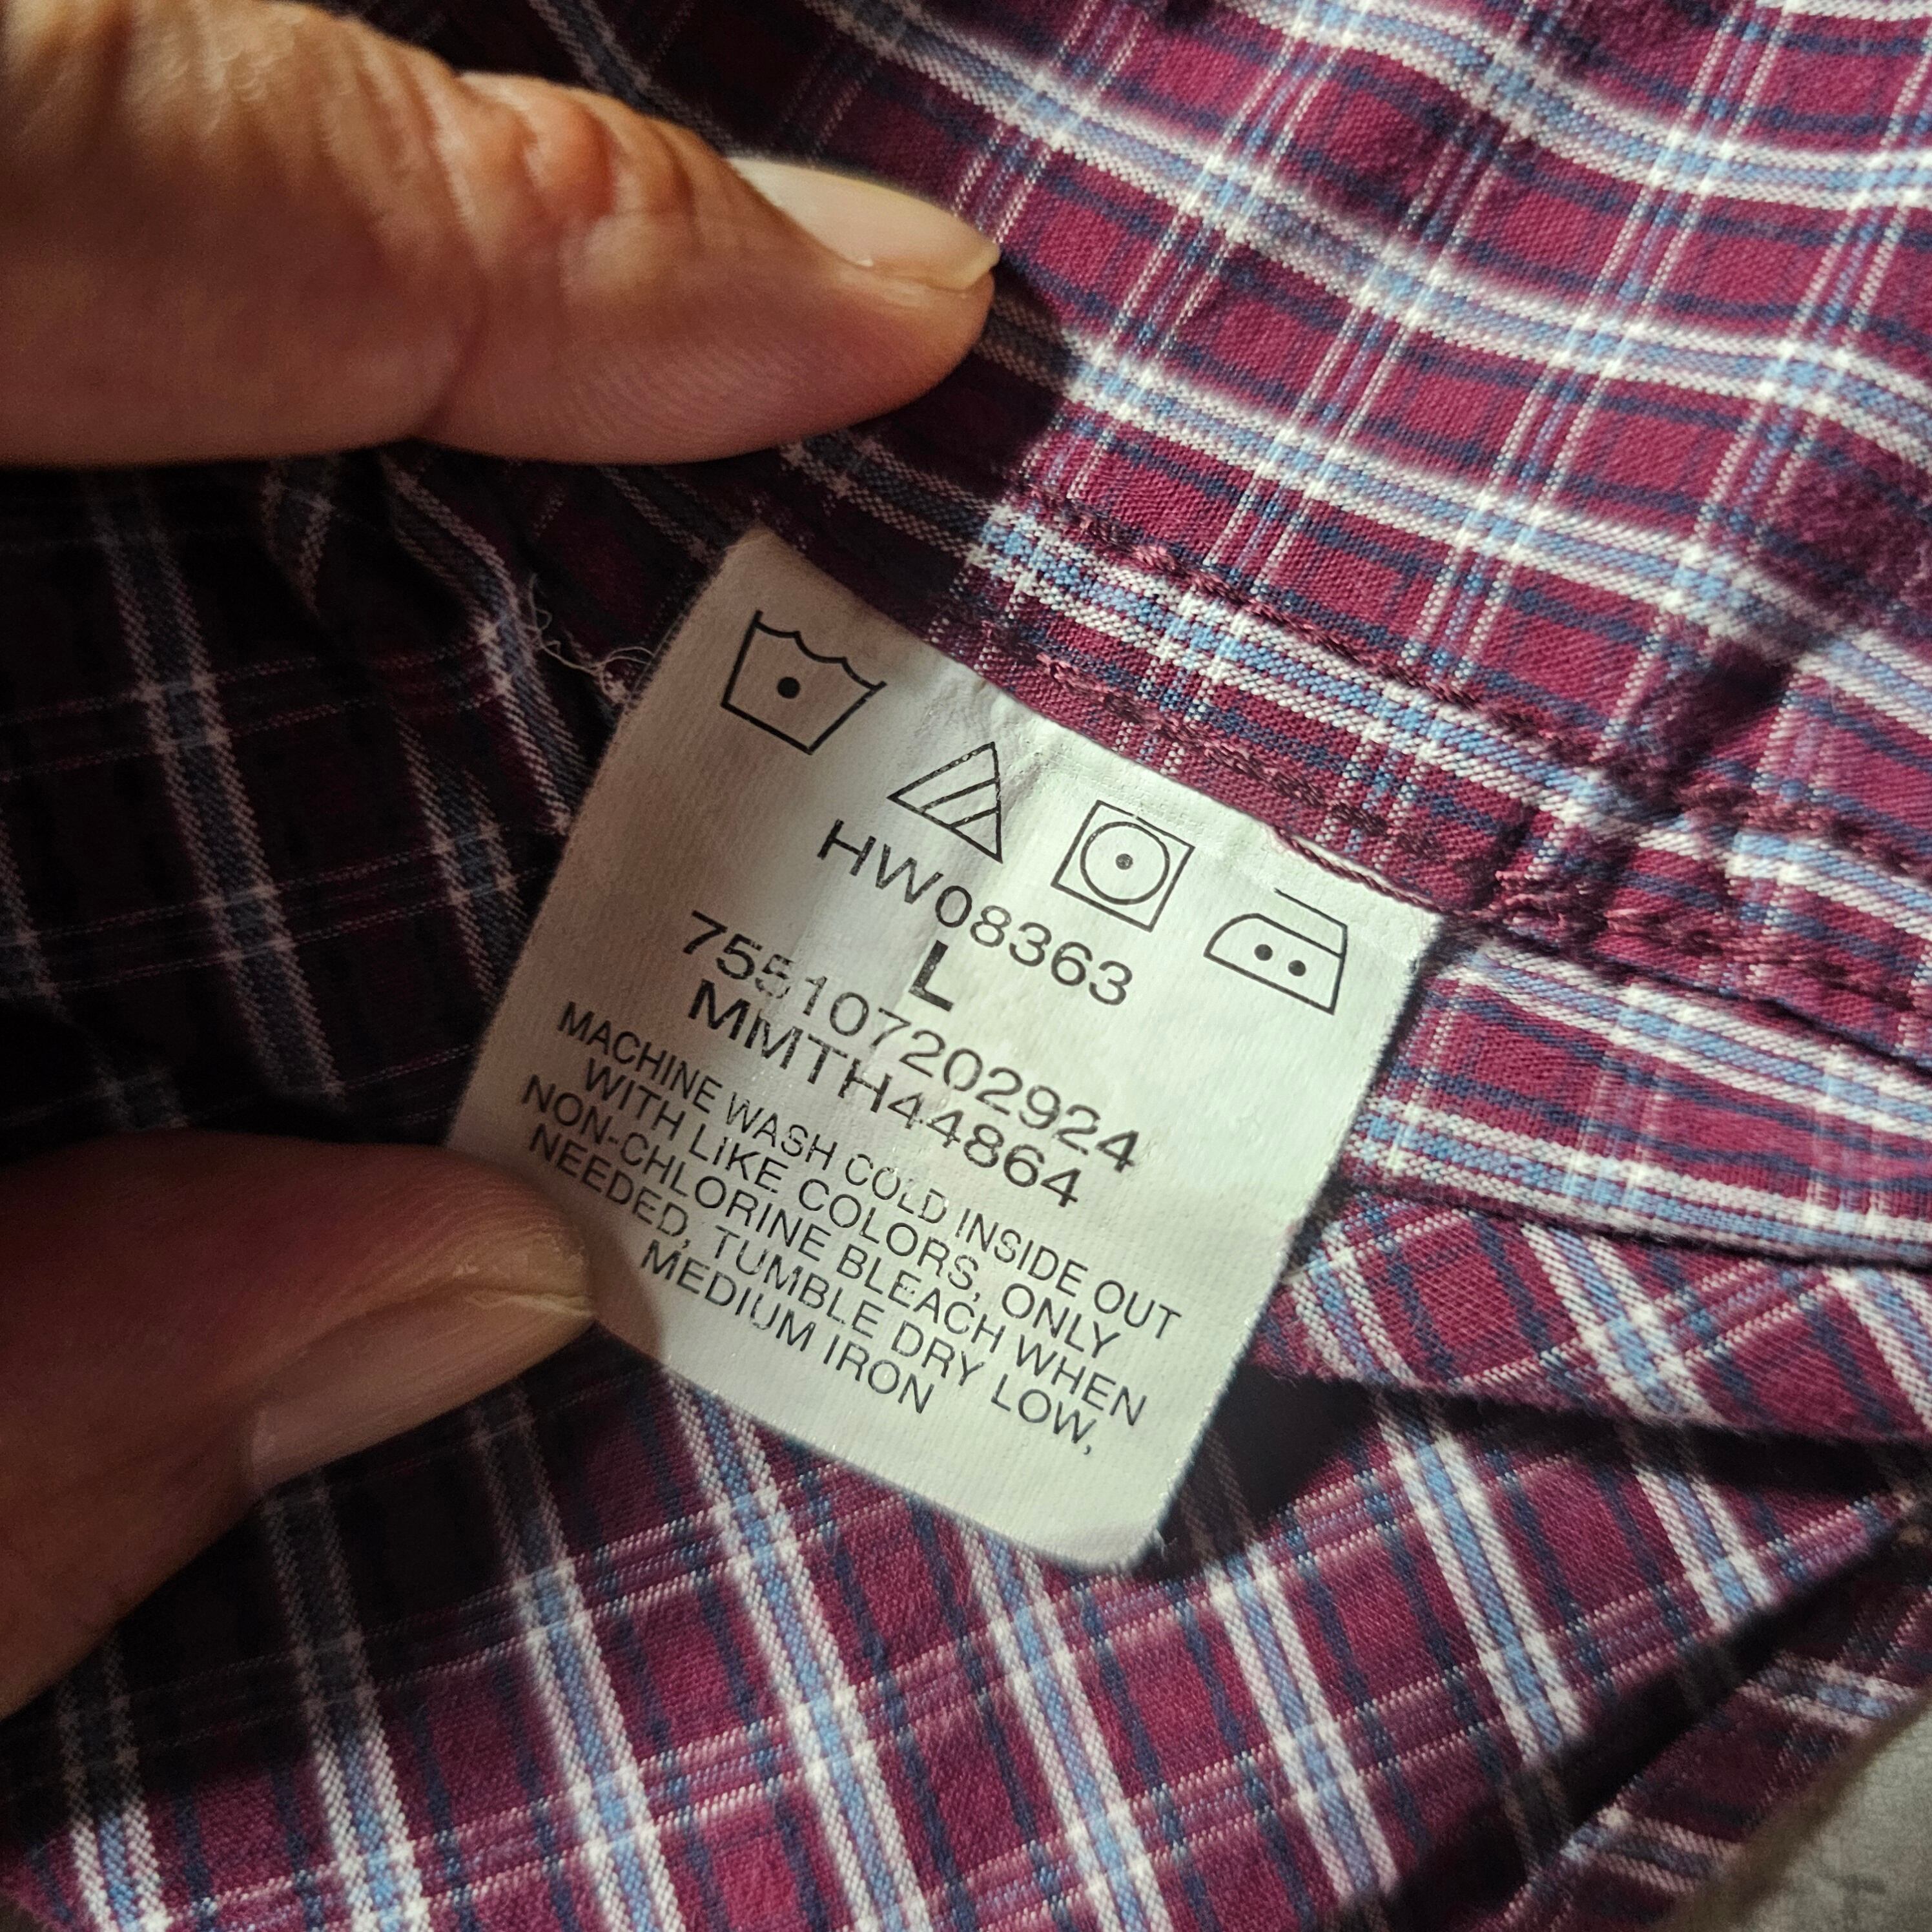 HW08363
L
755107202924
MMTH44864
MACHINE WASH COLD INSIDE OUT
WITH LIKE COLORS, ONLY
NON-CHLORINE BLEACH WHEN
NEEDED, TUMBLE DRY LOW,
MEDIUM IRON